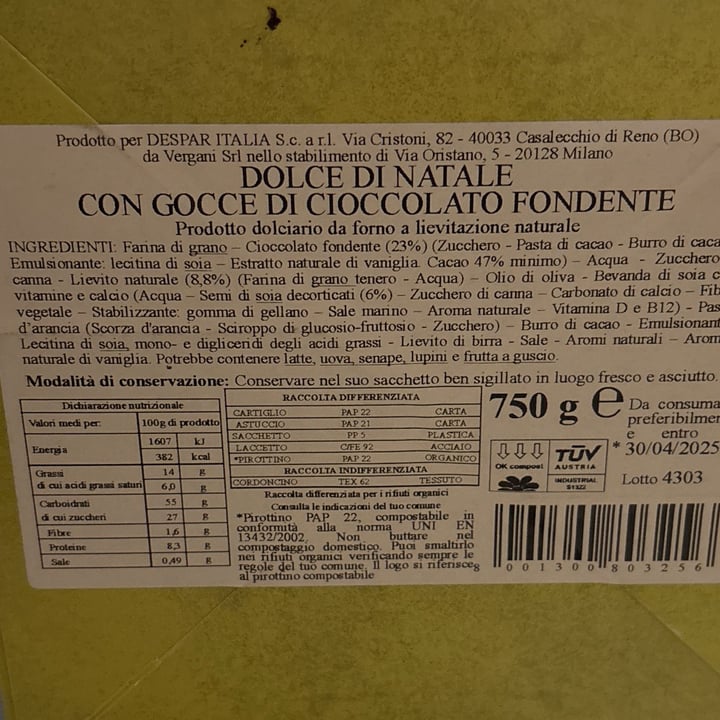 Prodotto per DESPAR ITALIA S.c. a r.l. Via Cristoni, 82 - 40033 Casalecchio di Reno (BO)
da Vergani Srl nello stabilimento di Via Oristano, 5 - 20128 Milano
DOLCE DI NATALE
CON GOCCE DI CIOCCOLATO FONDENTE
Prodotto dolciario da forno a lievitazione naturale
INGREDIENTI: Farina di grano – Cioccolato fondente (23%) (Zucchero - Pasta di cacao - Burro di caca
Emulsionante: lecitina di soia – Estratto naturale di vaniglia. Cacao 47% minimo) – Acqua - Zucchero
canna - Lievito naturale (8,8%) (Farina di grano tenero - Acqua) – Olio di oliva - Bevanda di soia c
vitamine e calcio (Acqua – Semi di soia decorticati (6%) – Zucchero di canna – Carbonato di calcio – Fib
vegetale – Stabilizzante: gomma di gellano – Sale marino – Aroma naturale – Vitamina D e B12) - Pas
d'arancia (Scorza d'arancia - Sciroppo di glucosio-fruttosio - Zucchero) – Burro di cacao - Emulsionant
Lecitina di soia, mono- e digliceridi degli acidi grassi - Lievito di birra - Sale - Aromi naturali – Arom
naturale di vaniglia. Potrebbe contenere latte, uova, senape, lupini e frutta a guscio.
Modalità di conservazione: Conservare nel suo sacchetto ben sigillato in luogo fresco e asciutto.
Dichiarazione nutrizionale
Valori medi per: 100g di prodotto
Energia 1607 kJ
382 kcal
Grassi 14 g
di cui acidi grassi saturi 6,0 g
Carboidrati 55 g
di cui zuccheri 27 g
Fibre 1,6 g
Proteine 8,3 g
Sale 0,49 g
RACCOLTA DIFFERENZIATA
CARTIGLIO PAP 22 CARTA
ASTUCCIO PAP 21 CARTA
SACCHETTO PP 5 PLASTICA
LACCETTO C/FE 92 ACCIAIO
*PIROTTINO PAP 22 ORGANICO
RACCOLTA INDIFFERENZIATA
CORDONCINO TEX 62 TESSUTO
Raccolta differenziata per i rifiuti organici
Consulta le indicazioni del tuo comune
*Pirottino PAP 22, compostabile in
conformità alla norma UNI EN
13432/2002. Non buttare nel
compostaggio domestico. Puoi smaltirlo
nei rifiuti organici verificando sempre le
regole del tuo comune. Il logo si riferisce
al pirottino compostabile
750 g e
Da consuma
preferibilmen
e entro
* 30/04/2025
Lotto 4303
OK compost
TÜV
AUSTRIA
INDUSTRIAL
S1322
8 001300 803256